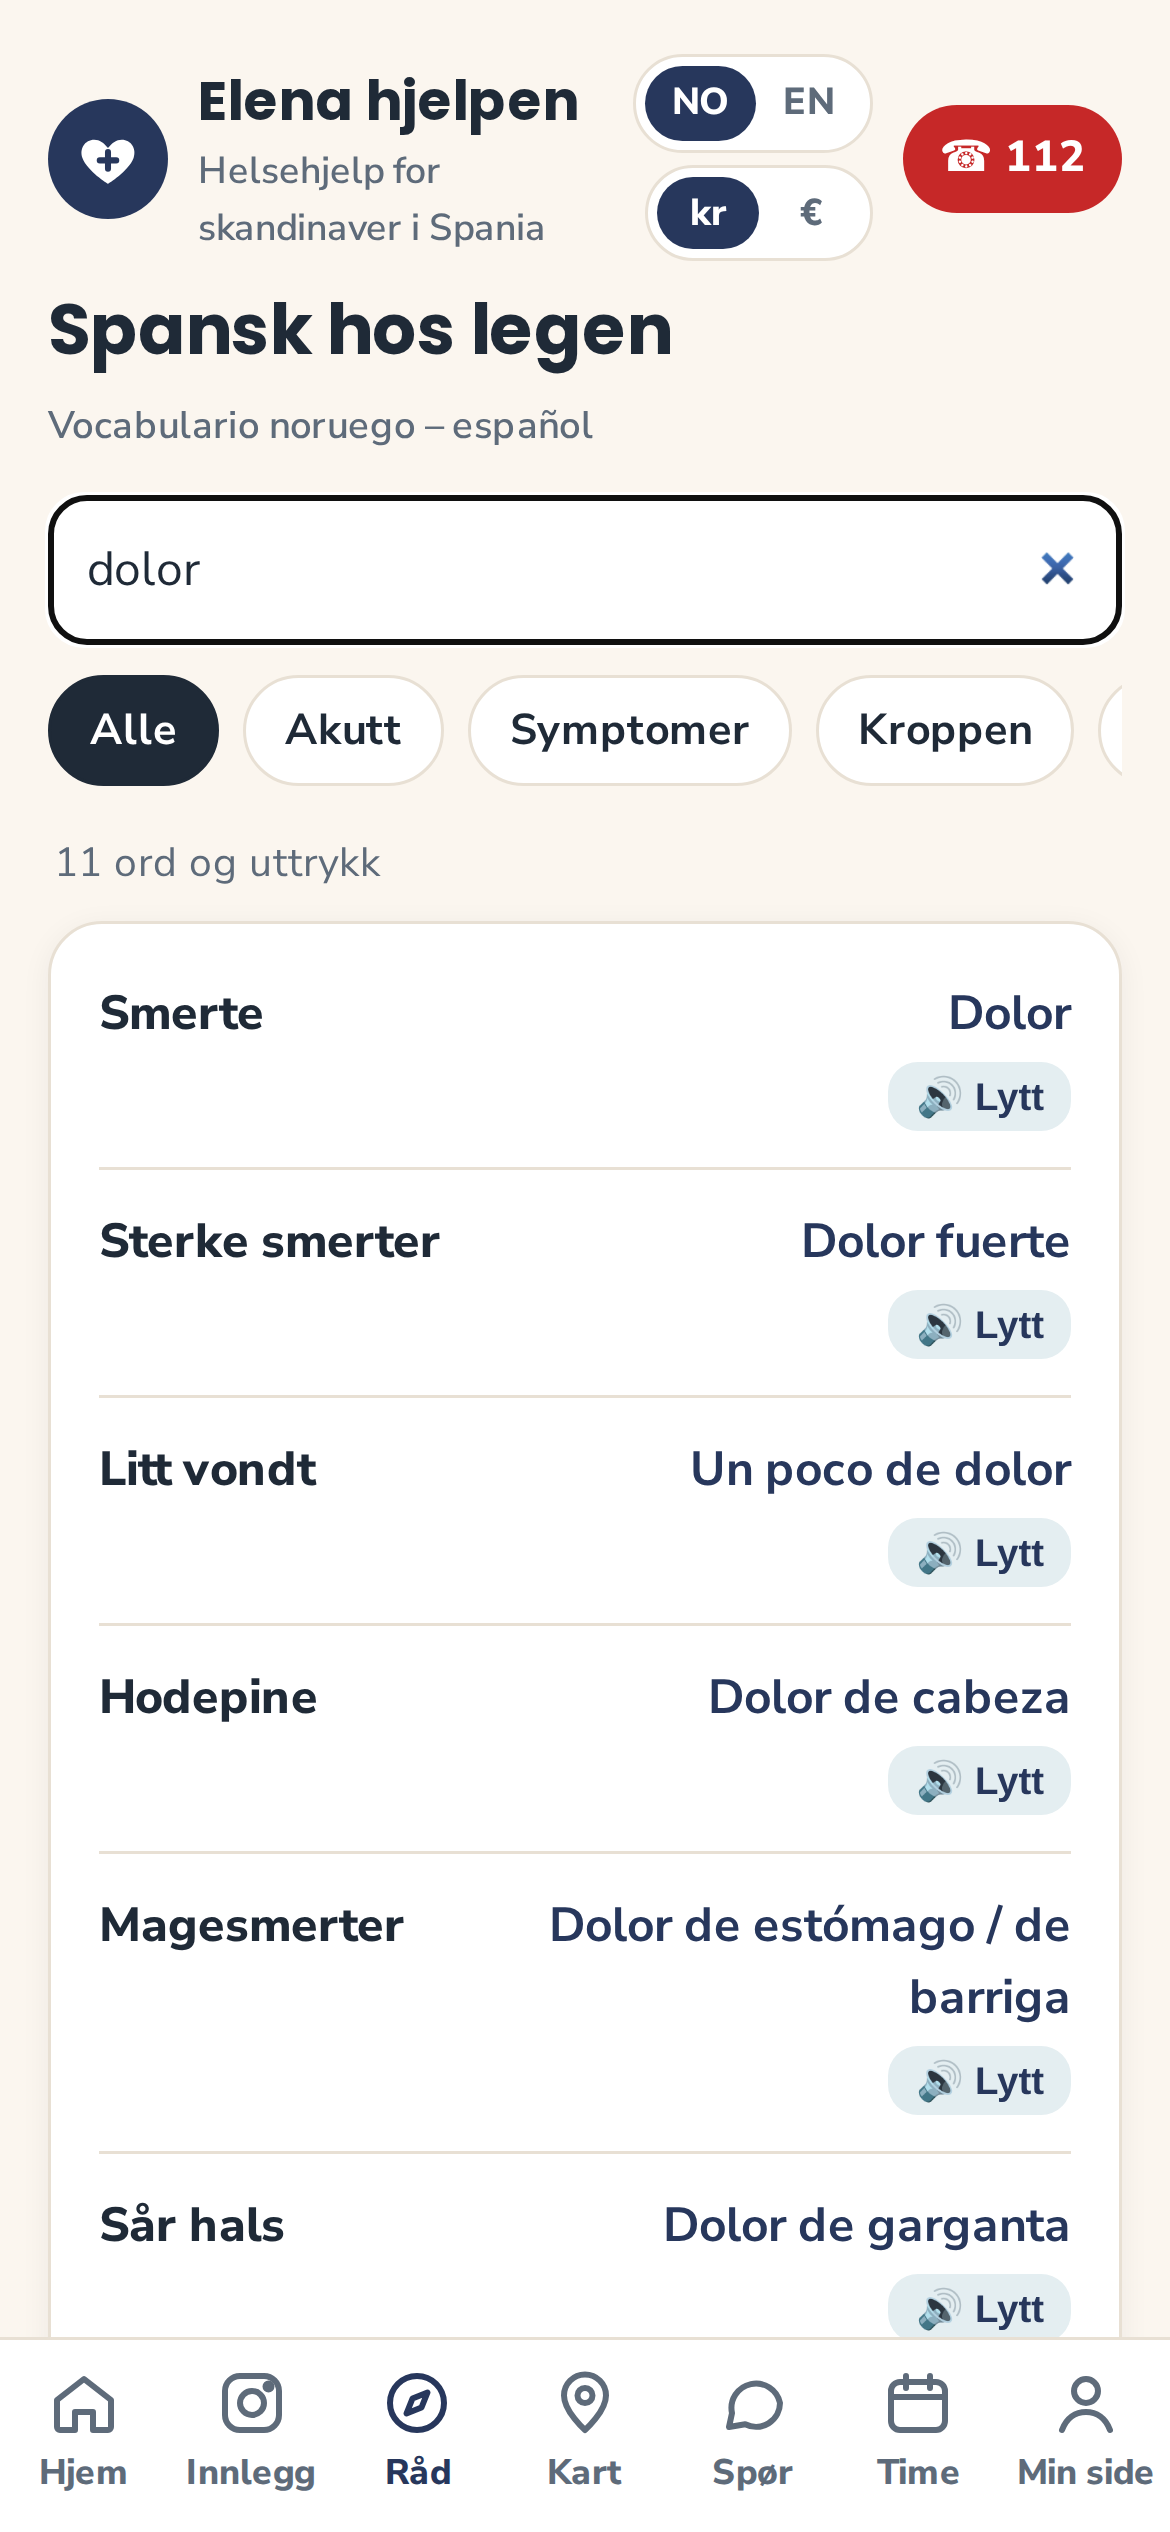 Elena hjelpen
Helsehjelp for
skandinaver i Spania
NO EN
kr €
☎ 112
Spansk hos legen
Vocabulario noruego – español
dolor
Alle Akutt Symptomer Kroppen
11 ord og uttrykk
Smerte Dolor
Lytt
Sterke smerter Dolor fuerte
Lytt
Litt vondt Un poco de dolor
Lytt
Hodepine Dolor de cabeza
Lytt
Magesmerter Dolor de estómago / de
barriga
Lytt
Sår hals Dolor de garganta
Lytt
Hjem Innlegg Råd Kart Spør Time Min side